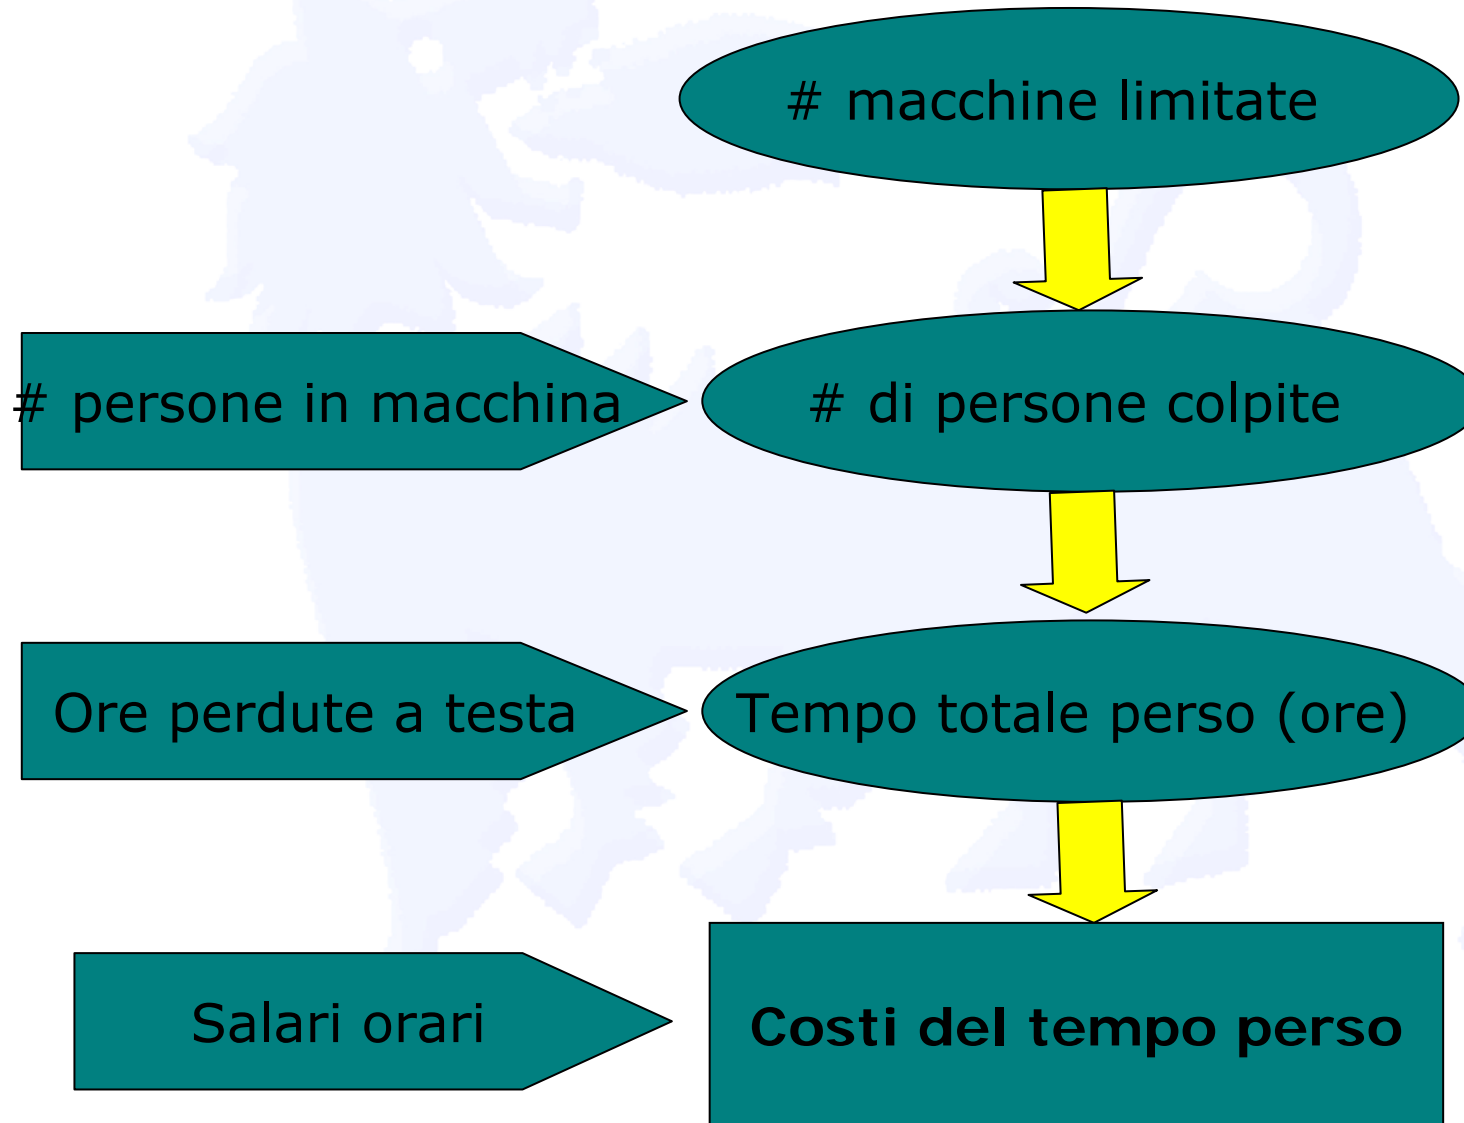 # macchine limitate
# persone in macchina
# di persone colpite
Ore perdute a testa
Tempo totale perso (ore)
Salari orari
Costi del tempo perso